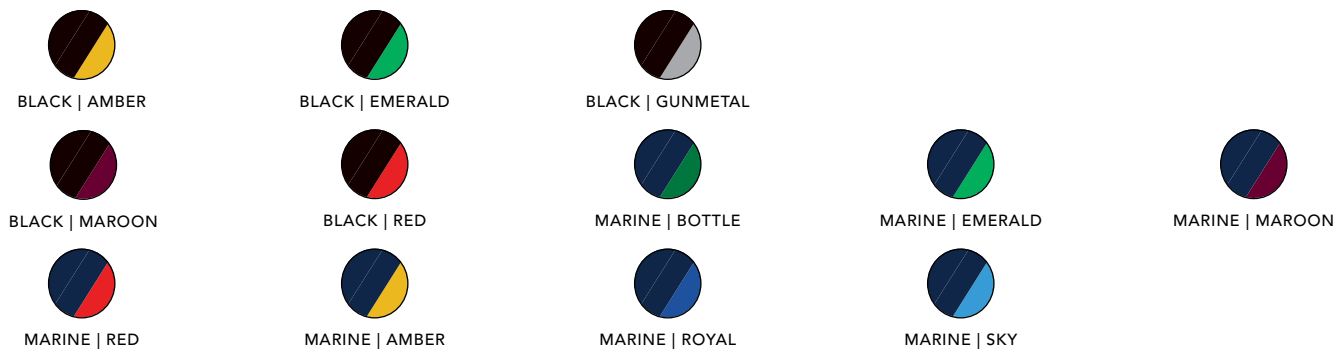 BLACK | AMBER
BLACK | EMERALD
BLACK | GUNMETAL
BLACK | MAROON
BLACK | RED
MARINE | BOTTLE
MARINE | EMERALD
MARINE | MAROON
MARINE | RED
MARINE | AMBER
MARINE | ROYAL
MARINE | SKY